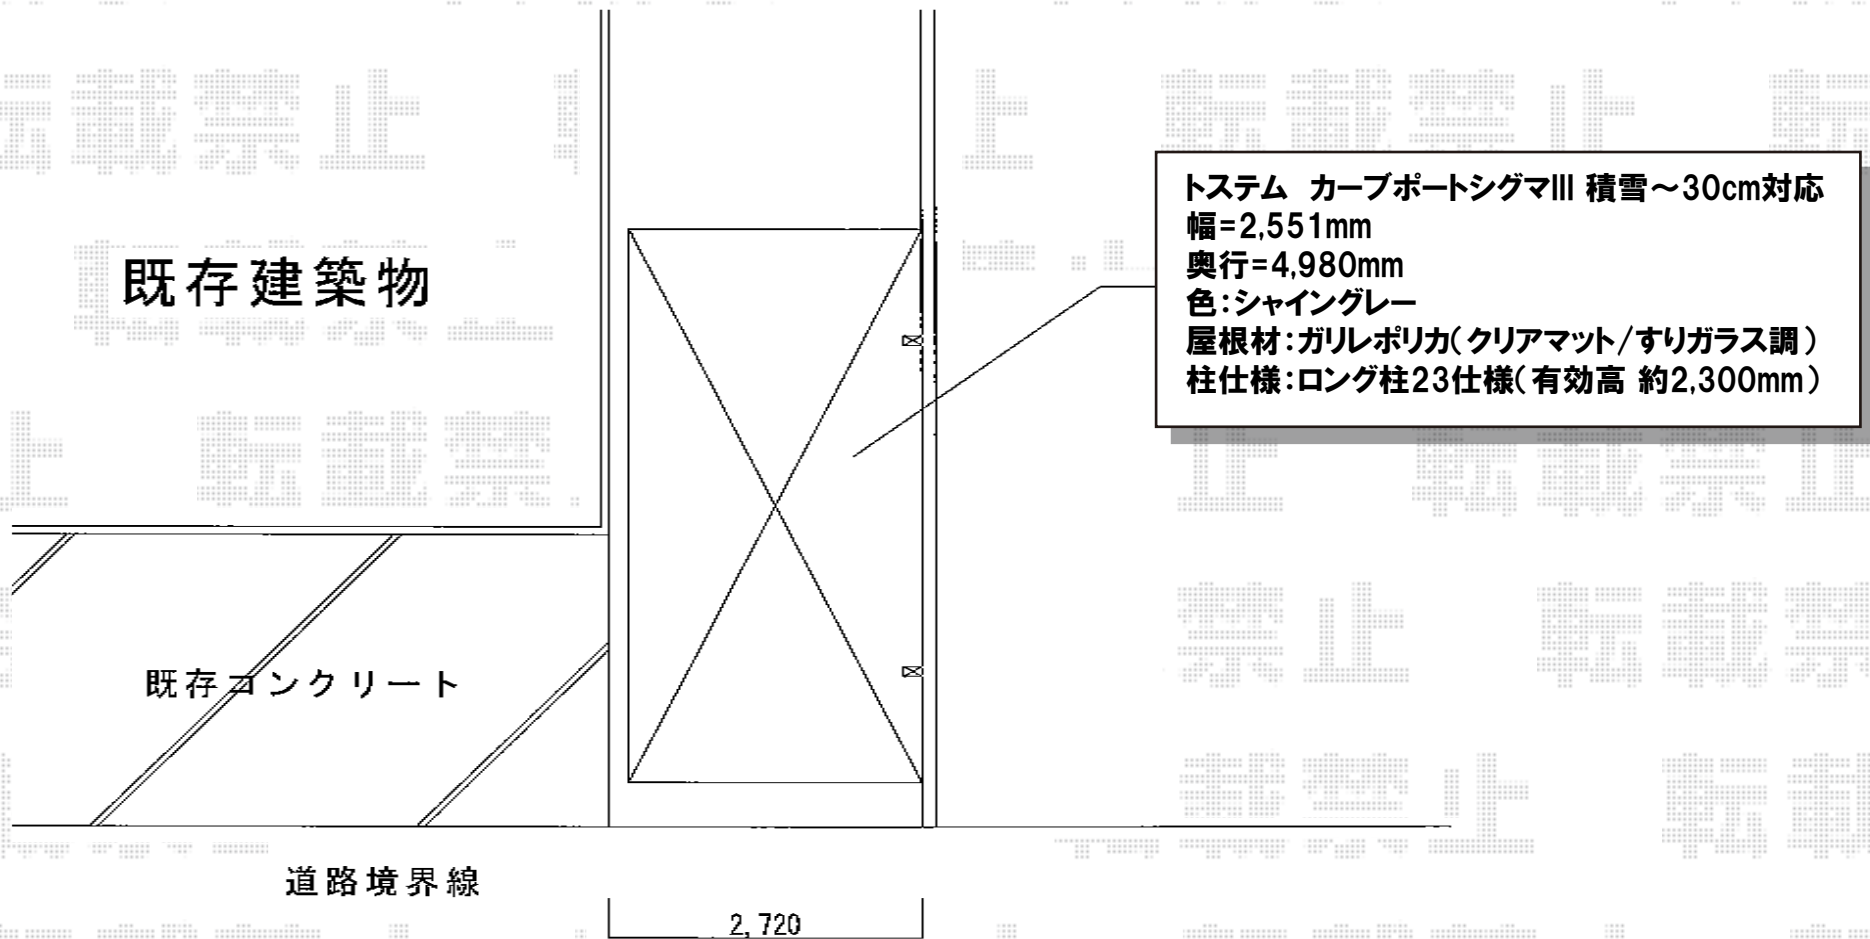 転載禁止
トステム カーブポートシグマIII 積雪～30cm対応
幅=2,551mm
奥行=4,980mm
色：シャイングレー
屋根材：ガリレポリカ（クリアマット/すりガラス調）
柱仕様：ロング柱23仕様（有効高 約2,300mm）
既存建築物
既存コンクリート
道路境界線
2,720